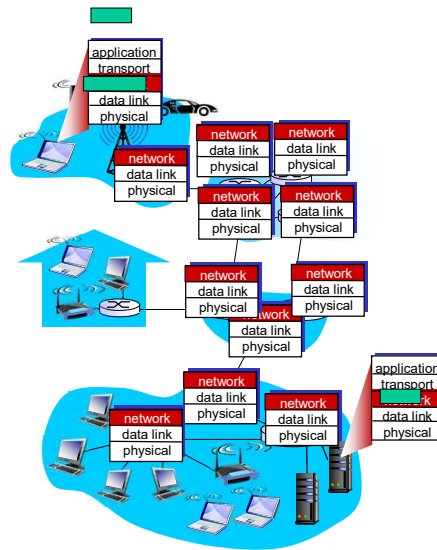 application
transport
data link
physical
network
data link
physical
network
data link
physical
network
data link
physical
network
data link
physical
network
data link
physical
network
data link
physical
network
data link
physical
network
data link
physical
network
data link
physical
network
data link
physical
network
data link
physical
application
transport
network
data link
physical